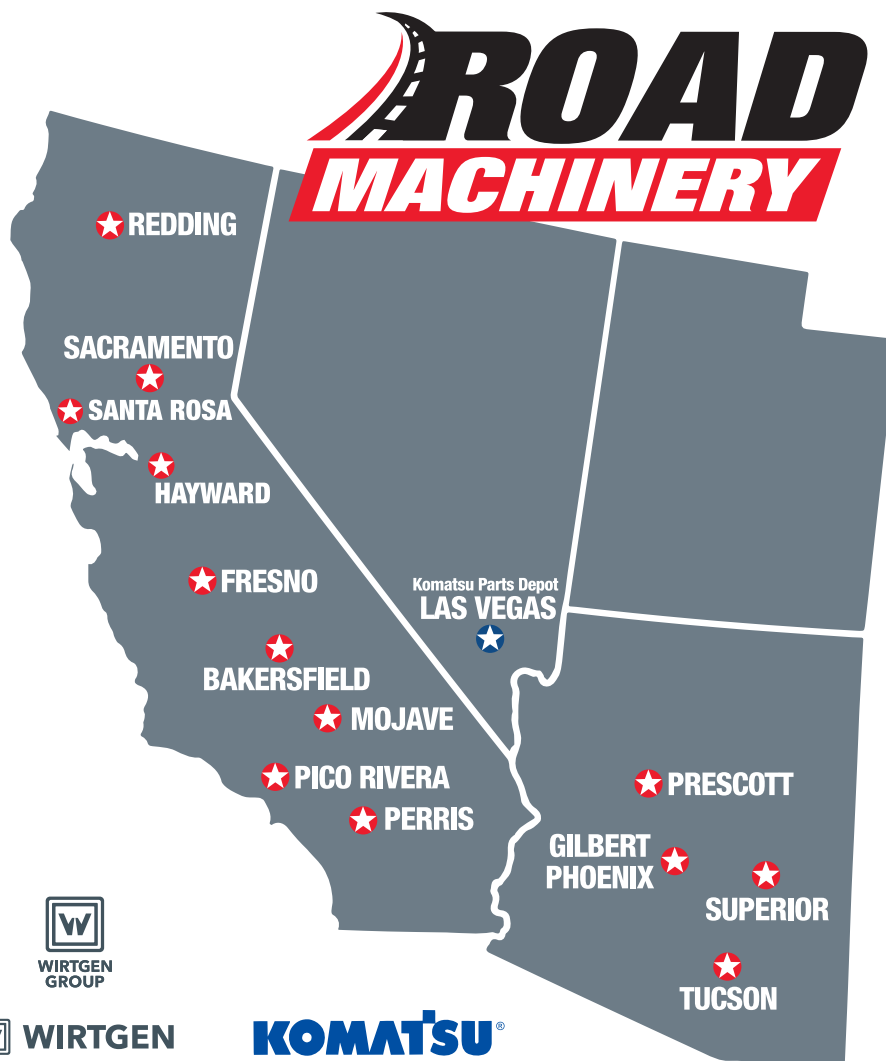 ROAD
MACHINERY
REDDING
SACRAMENTO
SANTA ROSA
HAYWARD
FRESNO
Komatsu Parts Depot
LAS VEGAS
BAKERSFIELD
MOJAVE
PICO RIVERA
PERRIS
PRESCOTT
GILBERT
PHOENIX
SUPERIOR
TUCSON
W
WIRTGEN
GROUP
WIRTGEN
KOMATSU®